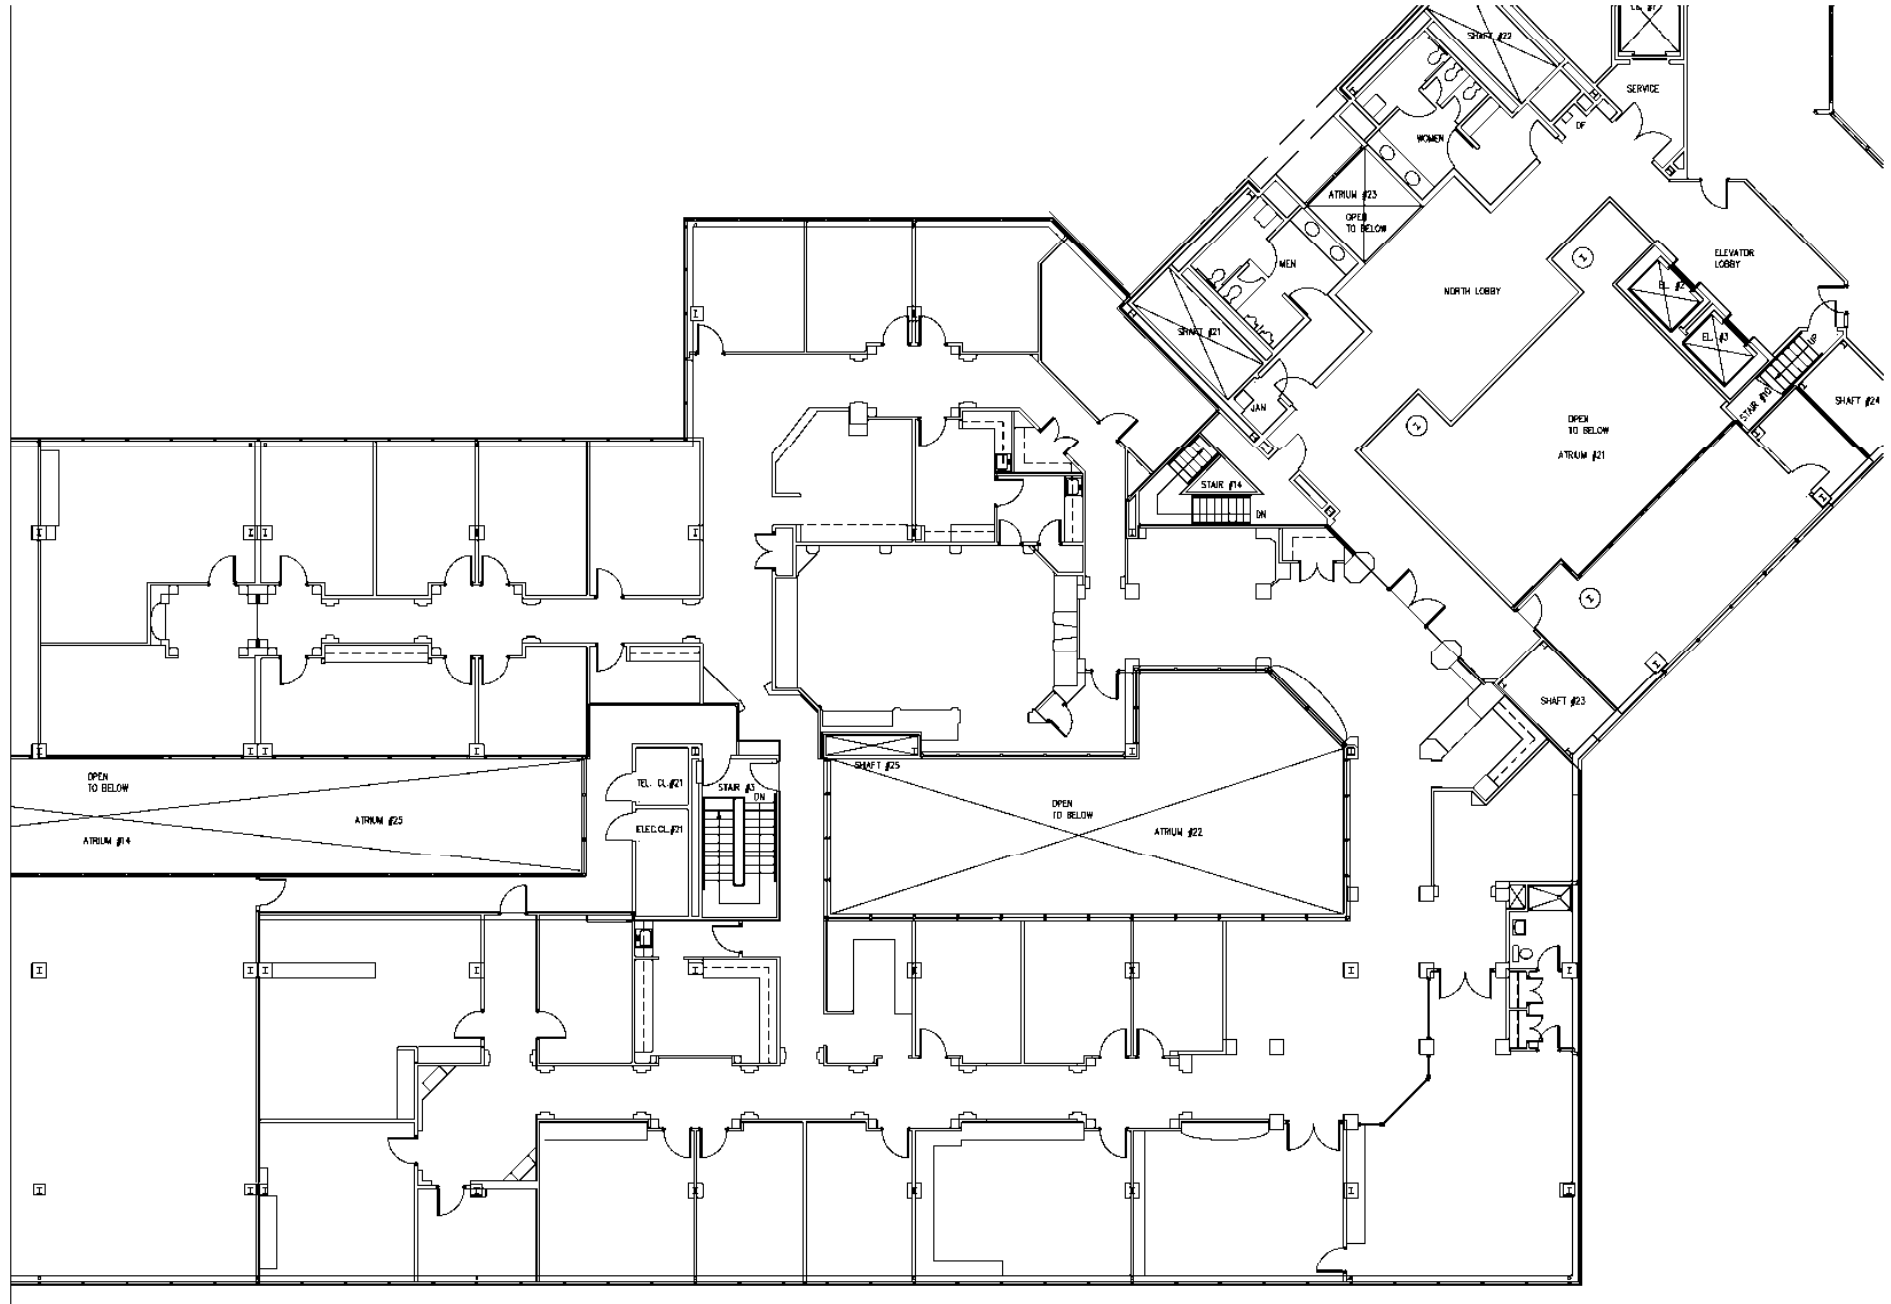 SHAFT #22
SERVICE
DF
WOMEN
ATRIUM #23
OPEN
TO BELOW
MEN
ELEVATOR
LOBBY
NORTH LOBBY
EL. #2
SHAFT #21
EL. #3
UP
STAIR #10
SHAFT #24
JAN
OPEN
TO BELOW
ATRIUM #21
STAIR #14
DN
SHAFT #23
SHAFT #25
OPEN
TO BELOW
ATRIUM #25
ATRIUM #14
TEL. CL.#21
STAIR #3
DN
ELEC.CL.#21
OPEN
TO BELOW
ATRIUM #22